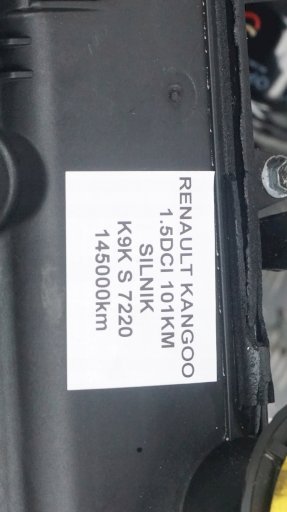 RENAULT KANGOO
1.5DCI 101KM
SILNIK
K9K S 7220
145000km